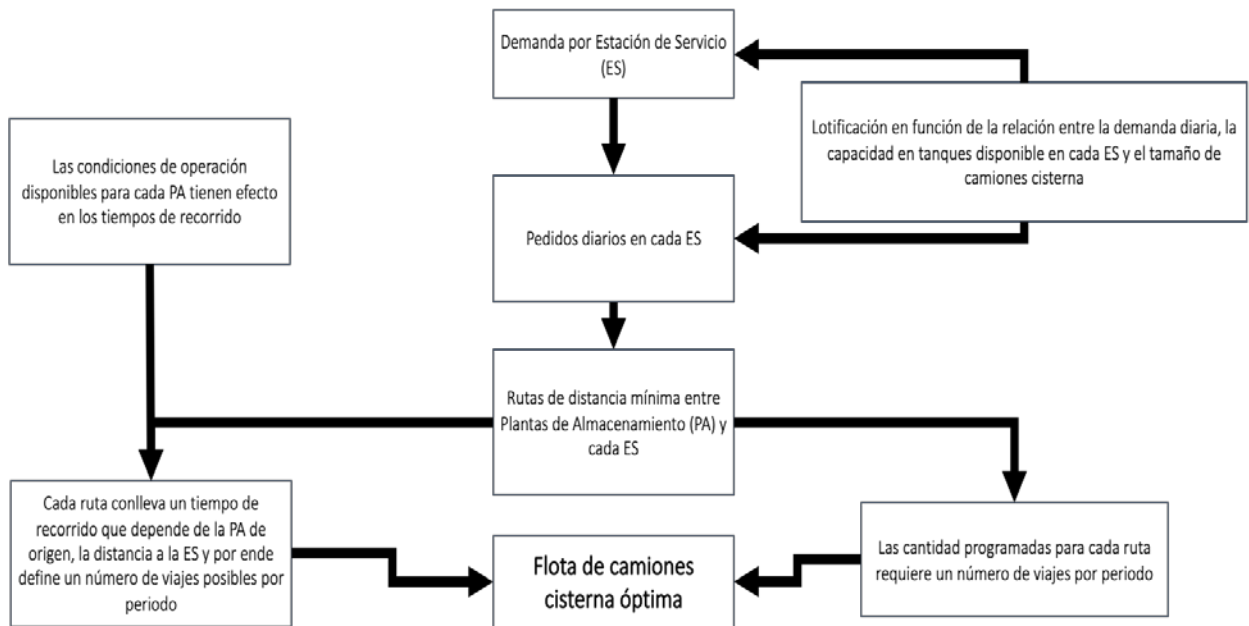 Demanda por Estación de Servicio
(ES)
Lotificación en función de la relación entre la demanda diaria, la
capacidad en tanques disponible en cada ES y el tamaño de
camiones cisterna
Las condiciones de operación
disponibles para cada PA tienen efecto
en los tiempos de recorrido
Pedidos diarios en cada ES
Rutas de distancia mínima entre
Plantas de Almacenamiento (PA) y
cada ES
Cada ruta conlleva un tiempo de
recorrido que depende de la PA de
origen, la distancia a la ES y por ende
define un número de viajes posibles por
periodo
Flota de camiones
cisterna óptima
Las cantidad programadas para cada ruta
requiere un número de viajes por periodo